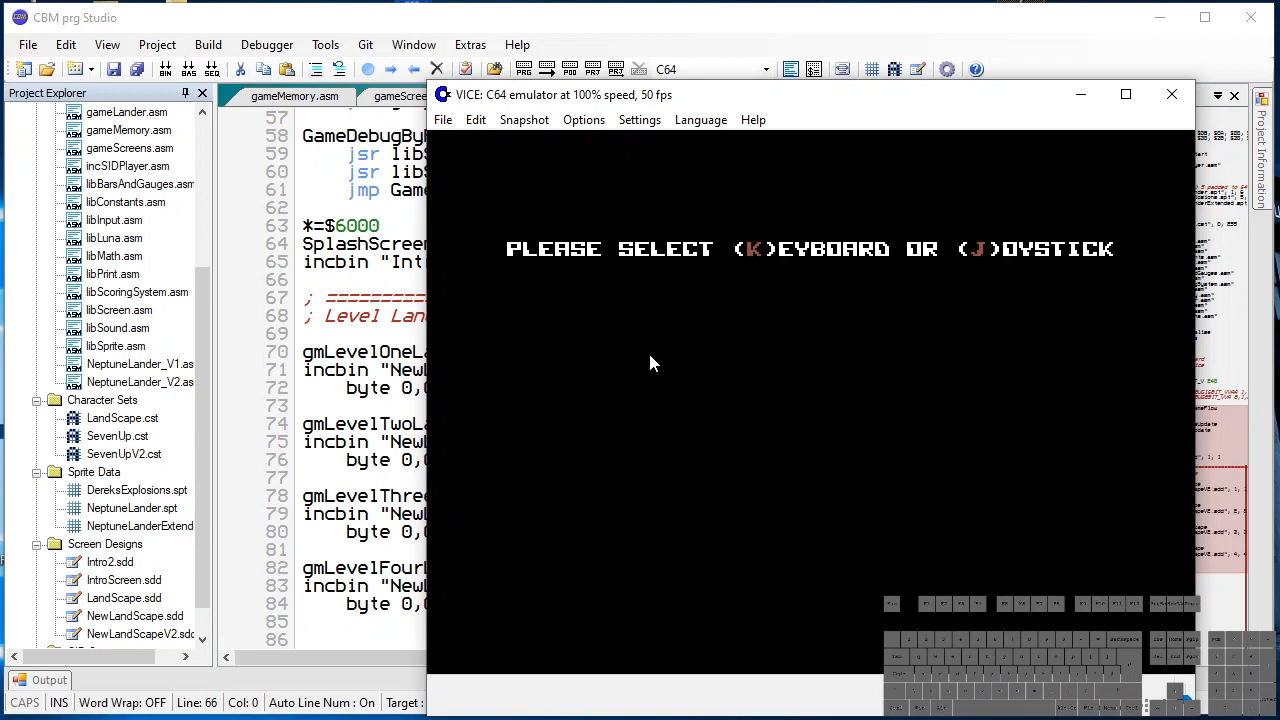 CBM prg Studio
File Edit View Project Build Debugger Tools Git Window Extras Help
PRG BAS SEQ
C64
Project Explorer
gameMemory.asm
gameScree
gameLander.asm
gameMemory.asm
gameScreens.asm
incSIDPlayer.asm
libBarsAndGauges.asm
libConstants.asm
libInput.asm
libLuna.asm
libMath.asm
libPrint.asm
libScoringSystem.asm
libScreen.asm
libSound.asm
libSprite.asm
NeptuneLander_V1.as
NeptuneLander_V2.as
Character Sets
LandScape.cst
SevenUp.cst
SevenUpV2.cst
Sprite Data
DereksExplosions.spt
NeptuneLander.spt
NeptuneLanderExtend
Screen Designs
Intro2.sdd
IntroScreen.sdd
LandScape.sdd
NewLandScape.sdd
NewLandScapeV2.sdd
57
58 GameDebugBy
59 jsr lib
60 jsr lib
61 jmp Gam
62
63 *=$6000
64 SplashScreen
65 incbin "Int
66
67 ; ==========
68 ; Level Lan
69
70 gmLevelOneL
71 incbin "New
72 byte 0,
73
74 gmLevelTwoL
75 incbin "New
76 byte 0,
77
78 gmLevelThre
79 incbin "New
80 byte 0,
81
82 gmLevelFour
83 incbin "New
84 byte 0,
85
86
VICE: C64 emulator at 100% speed, 50 fps
File Edit Snapshot Options Settings Language Help
PLEASE SELECT (K)EYBOARD OR (J)OYSTICK
Project Information
Output
CAPS INS Word Wrap: OFF Line: 66 Col: 0 Auto Line Num : On Target :